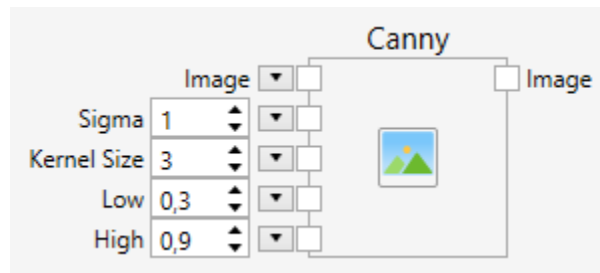 Canny
Image Image
Sigma 1
Kernel Size 3
Low 0,3
High 0,9